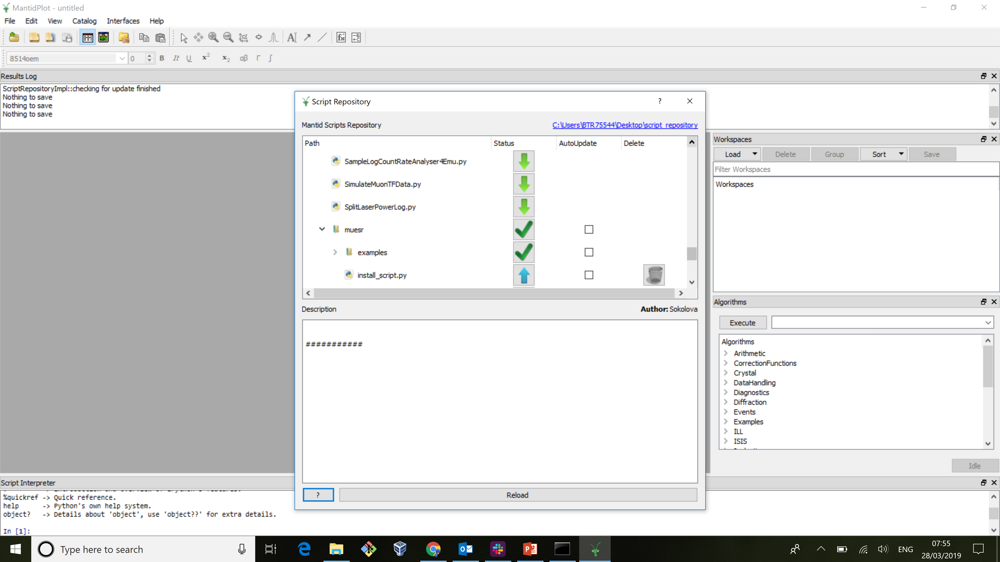 MantidPlot - untitled
File Edit View Catalog Interfaces Help
8514oem 0 B It U x2 x2 αβ Γ ∫
Results Log
ScriptRepositoryImpl::checking for update finished
Nothing to save
Nothing to save
Nothing to save
Script Repository ?
Mantid Scripts Repository C:\Users\BTR75544\Desktop\script_repository
Path Status AutoUpdate Delete
SampleLogCountRateAnalyser4Emu.py
SimulateMuonTFData.py
SplitLaserPowerLog.py
muesr
examples
install_script.py
Description Author: Sokolova
###########
? Reload
Workspaces
Load Delete Group Sort Save
Filter Workspaces
Workspaces
Algorithms
Execute
Algorithms
Arithmetic
CorrectionFunctions
Crystal
DataHandling
Diagnostics
Diffraction
Events
Examples
ILL
ISIS
Idle
Script Interpreter
%quickref -> Quick reference.
help -> Python's own help system.
object? -> Details about 'object', use 'object??' for extra details.
In [1]:
Type here to search
ENG
07:55
28/03/2019